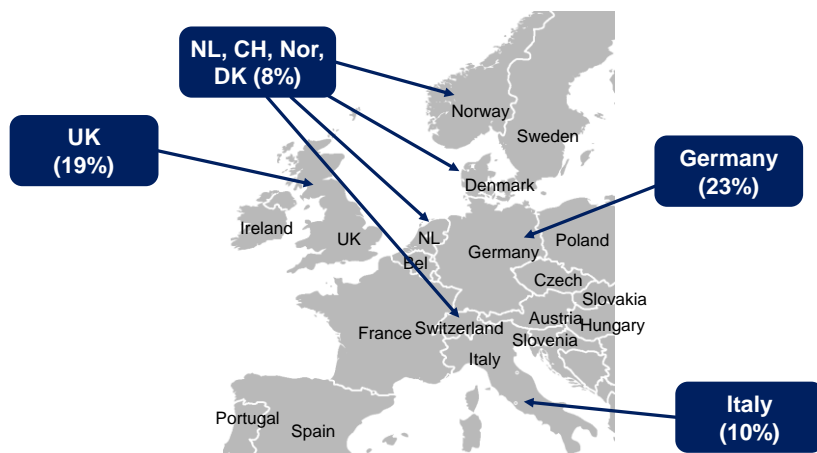 NL, CH, Nor,
DK (8%)
UK
(19%)
Germany
(23%)
Italy
(10%)
Norway
Sweden
Denmark
Ireland
UK
NL
Bel
Germany
Poland
Czech
Slovakia
Austria
Hungary
Slovenia
France
Switzerland
Italy
Portugal
Spain